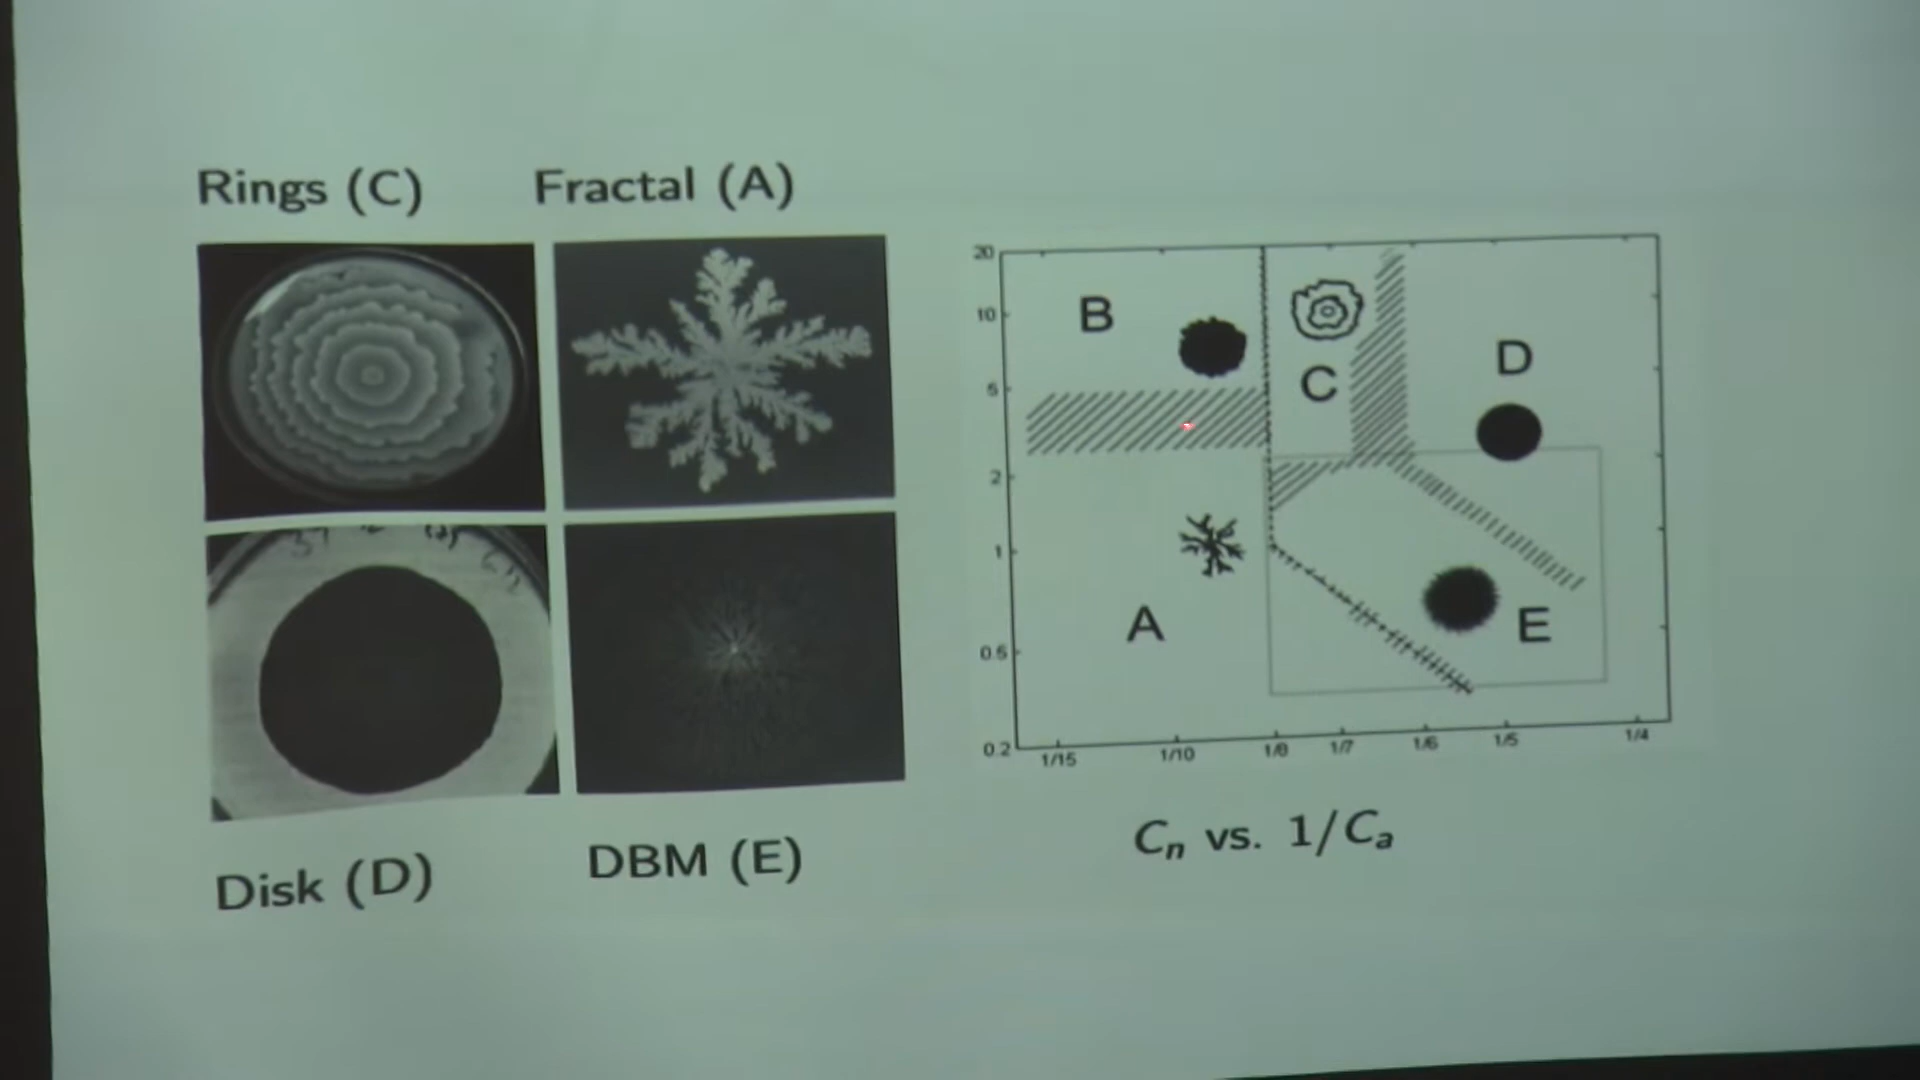 Rings (C)
Fractal (A)
Disk (D)
DBM (E)
20
10
5
2
1
0.5
0.2
B
C
D
A
E
1/15
1/10
1/8
1/7
1/6
1/5
1/4
Cn vs. 1/Ca